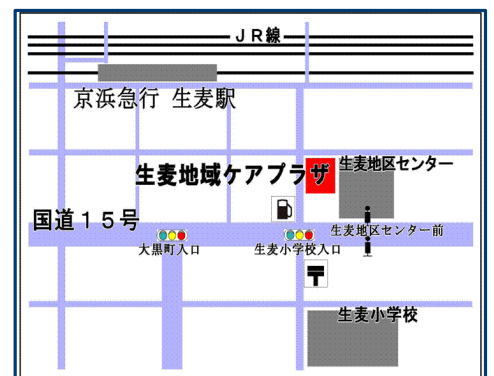 ＪＲ線
京浜急行 生麦駅
生麦地域ケアプラザ
生麦地区センター
国道１５号
生麦地区センター前
大黒町入口
生麦小学校入口
〒
生麦小学校